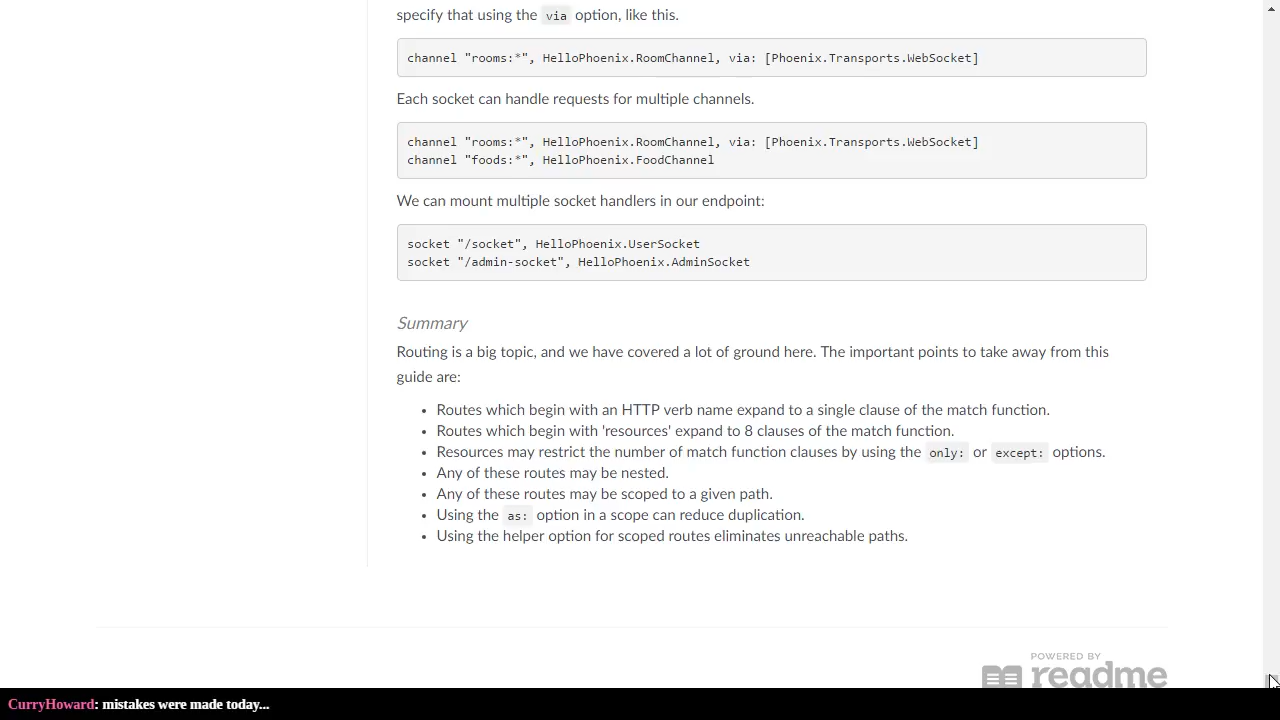 specify that using the via option, like this.
channel "rooms:*", HelloPhoenix.RoomChannel, via: [Phoenix.Transports.WebSocket]
Each socket can handle requests for multiple channels.
channel "rooms:*", HelloPhoenix.RoomChannel, via: [Phoenix.Transports.WebSocket]
channel "foods:*", HelloPhoenix.FoodChannel
We can mount multiple socket handlers in our endpoint:
socket "/socket", HelloPhoenix.UserSocket
socket "/admin-socket", HelloPhoenix.AdminSocket
Summary
Routing is a big topic, and we have covered a lot of ground here. The important points to take away from this
guide are:
• Routes which begin with an HTTP verb name expand to a single clause of the match function.
• Routes which begin with 'resources' expand to 8 clauses of the match function.
• Resources may restrict the number of match function clauses by using the only: or except: options.
• Any of these routes may be nested.
• Any of these routes may be scoped to a given path.
• Using the as: option in a scope can reduce duplication.
• Using the helper option for scoped routes eliminates unreachable paths.
POWERED BY
readme
CurryHoward: mistakes were made today...